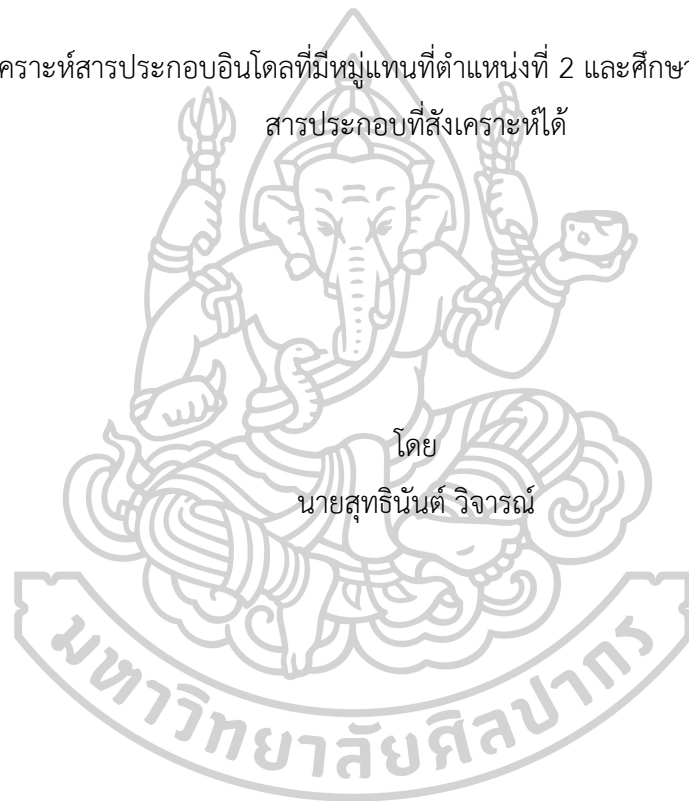 คราะห์สารประกอบอินโดลที่มีหมู่แทนที่ตำแหน่งที่ 2 และศึกษา
สารประกอบที่สังเคราะห์ได้
โดย
นายสุทธินันต์ วิจารณ์
มหาวิทยาลัยศิลปากร